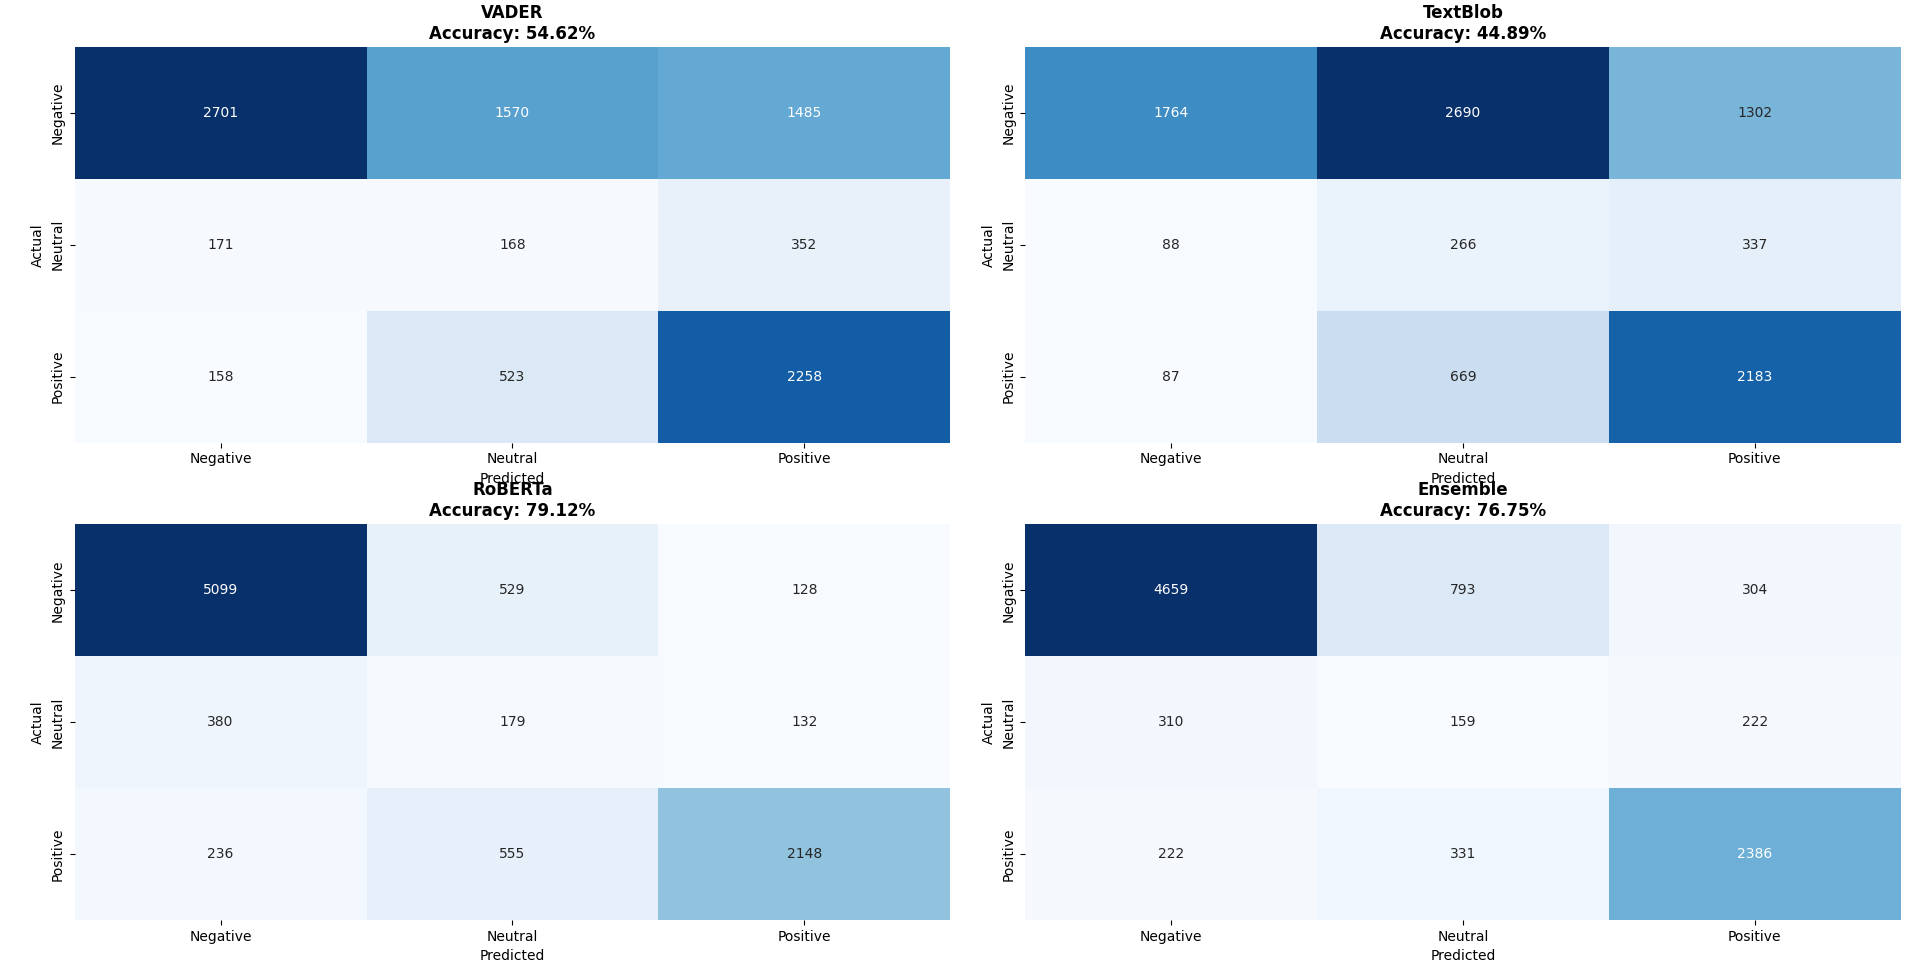 VADER
Accuracy: 54.62%
Negative 2701 1570 1485
Neutral 171 168 352
Positive 158 523 2258
Actual
Negative Neutral Positive
Predicted
TextBlob
Accuracy: 44.89%
Negative 1764 2690 1302
Neutral 88 266 337
Positive 87 669 2183
Actual
Negative Neutral Positive
Predicted
RoBERTa
Accuracy: 79.12%
Negative 5099 529 128
Neutral 380 179 132
Positive 236 555 2148
Actual
Negative Neutral Positive
Predicted
Ensemble
Accuracy: 76.75%
Negative 4659 793 304
Neutral 310 159 222
Positive 222 331 2386
Actual
Negative Neutral Positive
Predicted